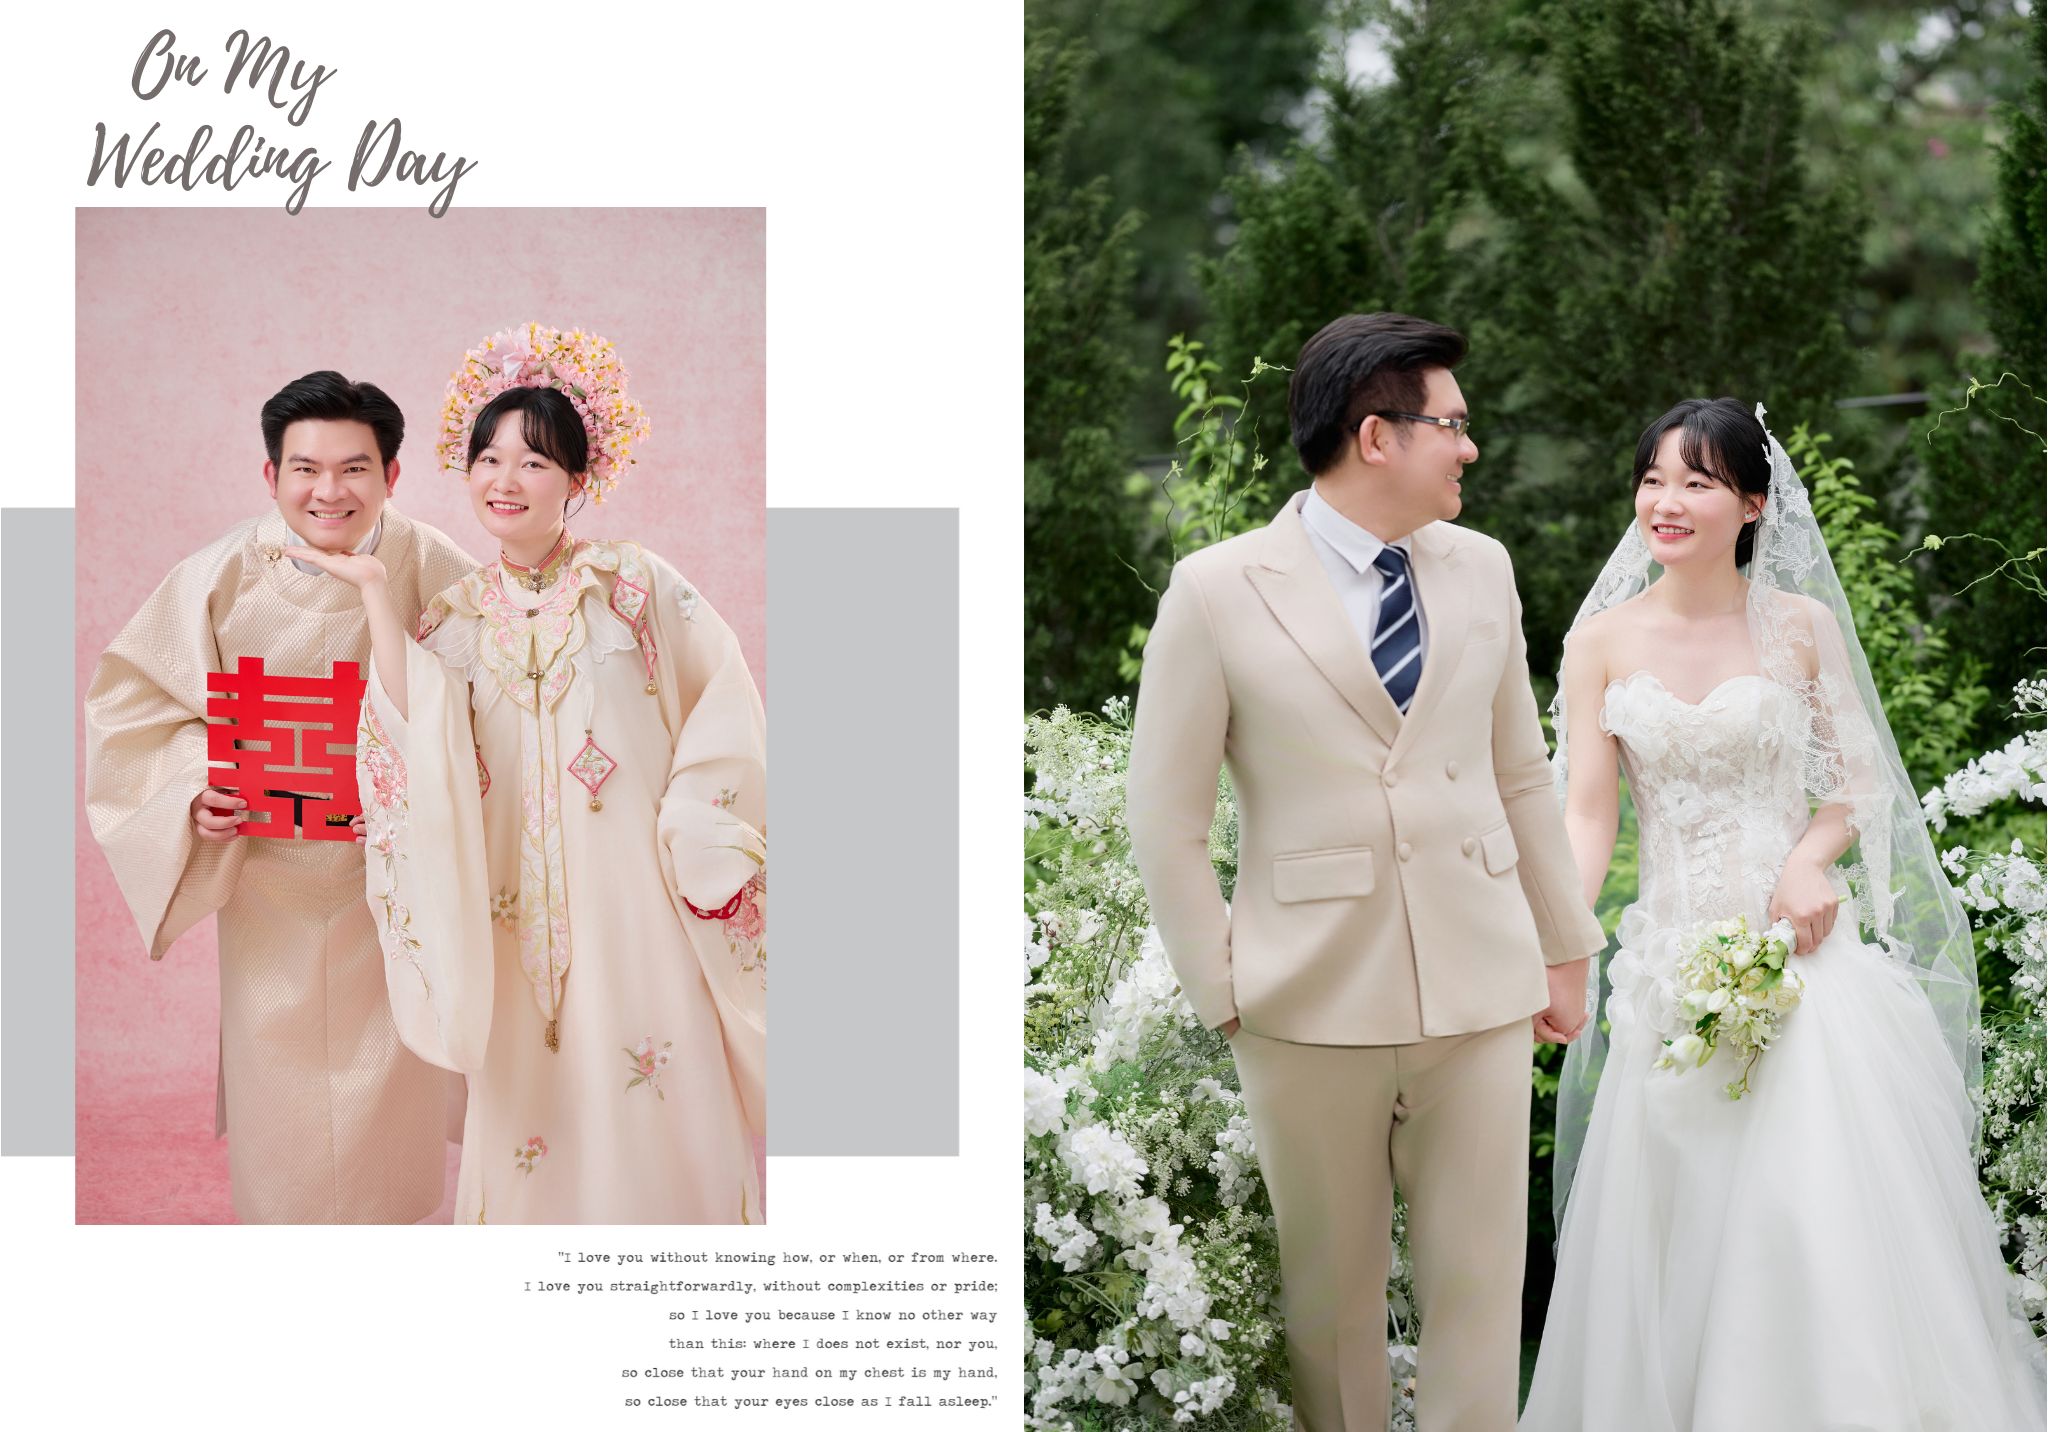 On My
Wedding Day
囍
"I love you without knowing how, or when, or from where.
I love you straightforwardly, without complexities or pride;
so I love you because I know no other way
than this: where I does not exist, nor you,
so close that your hand on my chest is my hand,
so close that your eyes close as I fall asleep."